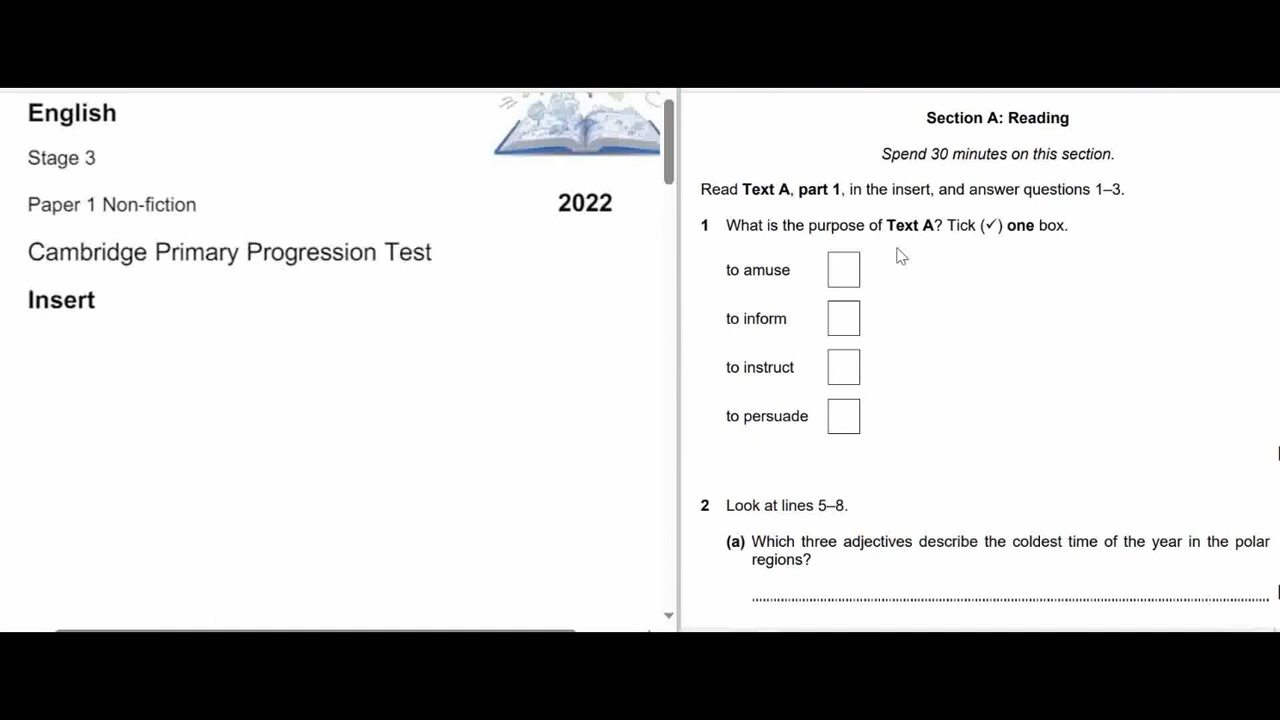 English
Stage 3
Paper 1 Non-fiction
2022
Cambridge Primary Progression Test
Insert
Section A: Reading
Spend 30 minutes on this section.
Read Text A, part 1, in the insert, and answer questions 1–3.
1 What is the purpose of Text A? Tick (✓) one box.
to amuse
to inform
to instruct
to persuade
2 Look at lines 5–8.
(a) Which three adjectives describe the coldest time of the year in the polar
regions?